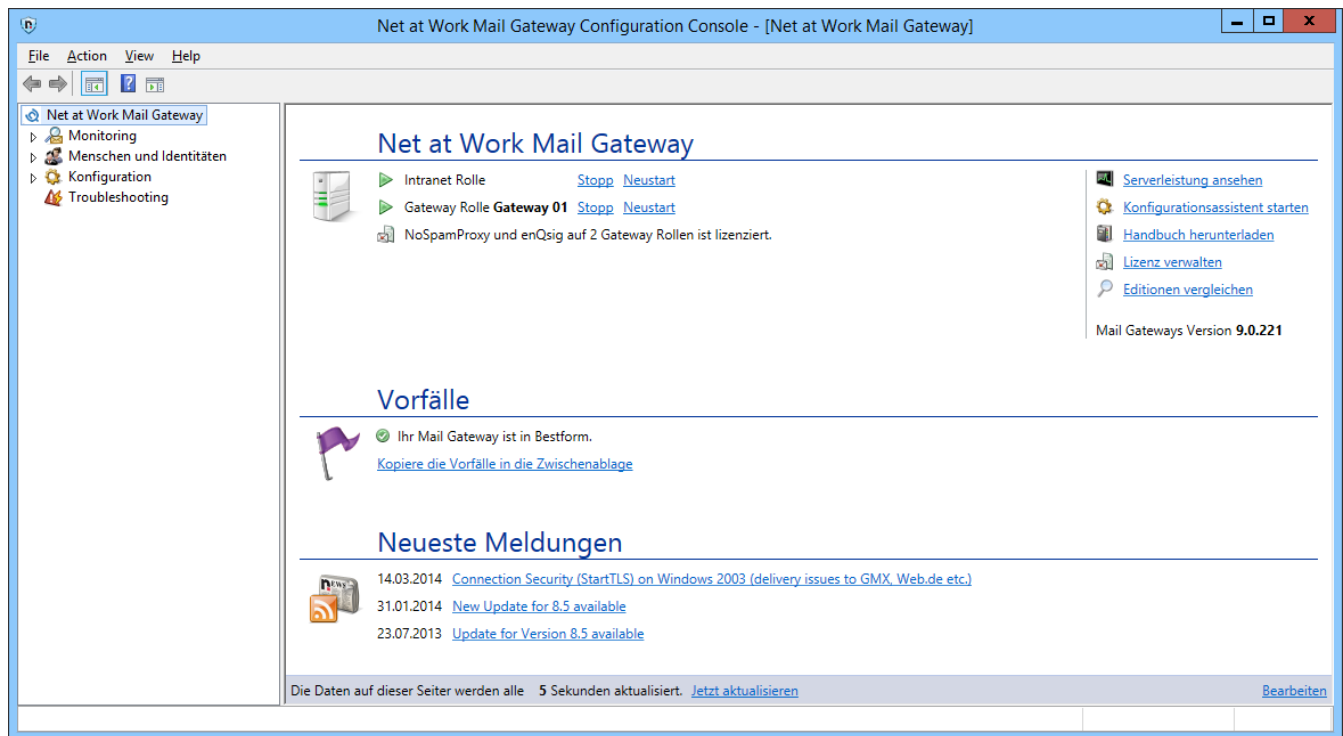 Net at Work Mail Gateway Configuration Console - [Net at Work Mail Gateway]
File Action View Help
Net at Work Mail Gateway
Monitoring
Menschen und Identitäten
Konfiguration
Troubleshooting
Net at Work Mail Gateway
Intranet Rolle Stopp Neustart
Gateway Rolle Gateway 01 Stopp Neustart
NoSpamProxy und enQsig auf 2 Gateway Rollen ist lizenziert.
Serverleistung ansehen
Konfigurationsassistent starten
Handbuch herunterladen
Lizenz verwalten
Editionen vergleichen
Mail Gateways Version 9.0.221
Vorfälle
Ihr Mail Gateway ist in Bestform.
Kopiere die Vorfälle in die Zwischenablage
Neueste Meldungen
14.03.2014 Connection Security (StartTLS) on Windows 2003 (delivery issues to GMX, Web.de etc.)
31.01.2014 New Update for 8.5 available
23.07.2013 Update for Version 8.5 available
Die Daten auf dieser Seiter werden alle 5 Sekunden aktualisiert. Jetzt aktualisieren Bearbeiten